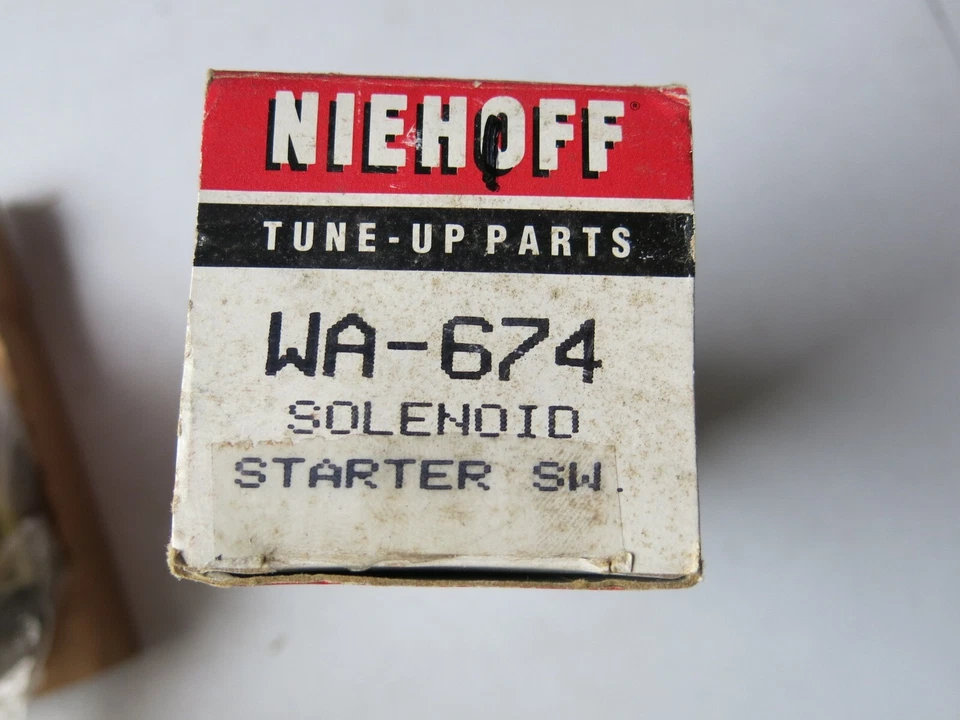 NIEHOFF®
TUNE-UP PARTS
WA-674
SOLENOID
STARTER SW.